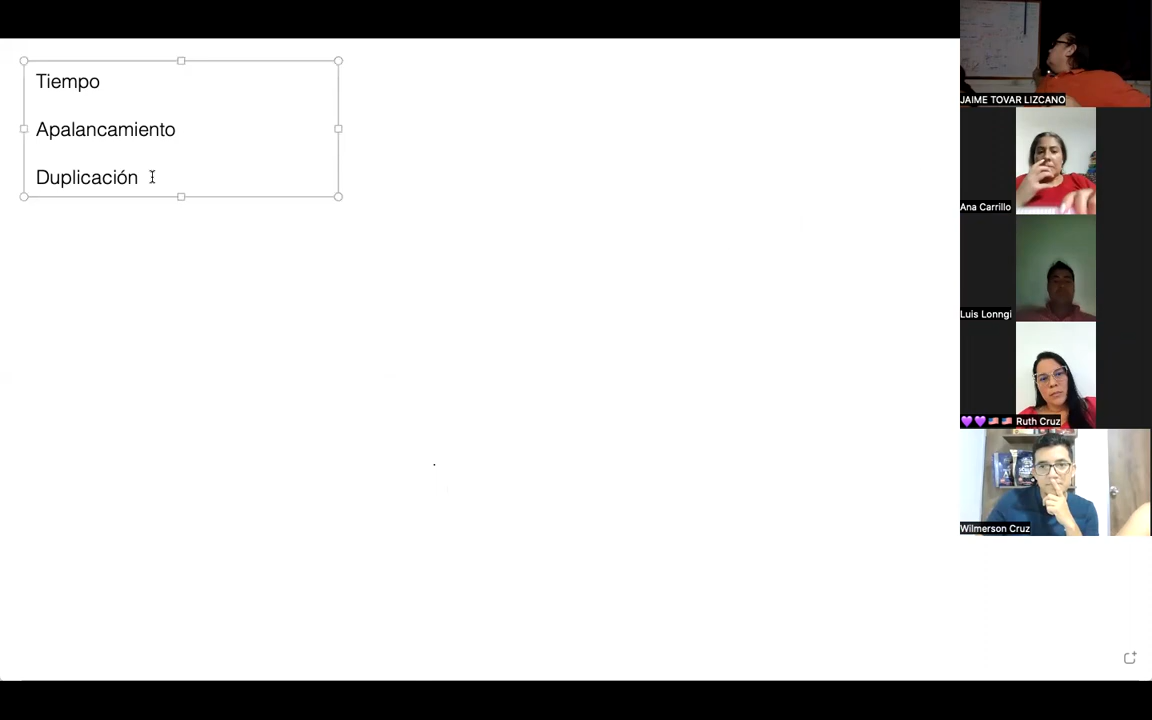 Tiempo
Apalancamiento
Duplicación
JAIME TOVAR LIZCANO
Ana Carrillo
Luis Lonngi
💜💜🇺🇸🇺🇸 Ruth Cruz
Wilmerson Cruz